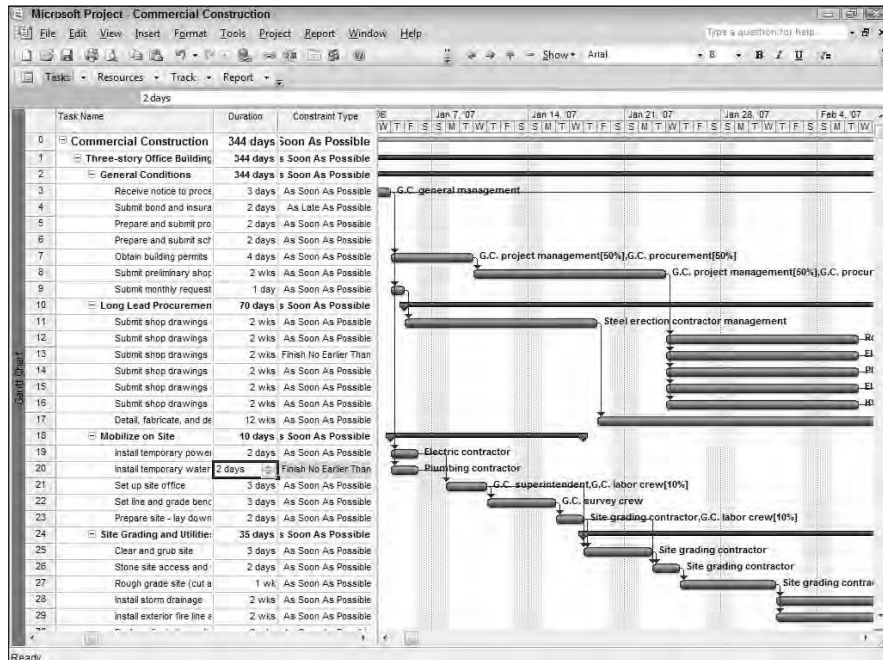 Microsoft Project - Commercial Construction
File Edit View Insert Format Tools Project Report Window Help
Type a question for help
Show Arial 8 B I U
Tasks Resources Track Report
2 days
Task Name Duration Constraint Type
Jan 7, '07 Jan 14, '07 Jan 21, '07 Jan 28, '07 Feb 4, '07
W T F S S M T W T F S S M T W T F S S M T W T F S S M T W T F S S M T W
0 Commercial Construction 344 days Soon As Possible
1 Three-story Office Building 344 days s Soon As Possible
2 General Conditions 344 days s Soon As Possible
3 Receive notice to proce 3 days As Soon As Possible G.C. general management
4 Submit bond and insura 2 days As Late As Possible
5 Prepare and submit pro 2 days As Soon As Possible
6 Prepare and submit sch 2 days As Soon As Possible
7 Obtain building permits 4 days As Soon As Possible G.C. project management[50%],G.C. procurement[50%]
8 Submit preliminary shop 2 wks As Soon As Possible G.C. project management[50%],G.C. procur
9 Submit monthly request 1 day As Soon As Possible
10 Long Lead Procuremen 70 days s Soon As Possible
11 Submit shop drawings 2 wks As Soon As Possible Steel erection contractor management
12 Submit shop drawings 2 wks As Soon As Possible
13 Submit shop drawings 2 wks Finish No Earlier Than El
14 Submit shop drawings 2 wks As Soon As Possible Pl
15 Submit shop drawings 2 wks As Soon As Possible El
16 Submit shop drawings 2 wks As Soon As Possible
17 Detail, fabricate, and de 12 wks As Soon As Possible
18 Mobilize on Site 10 days s Soon As Possible
19 Install temporary power 2 days As Soon As Possible Electric contractor
20 Install temporary water 2 days Finish No Earlier Than Plumbing contractor
21 Set up site office 3 days As Soon As Possible G.C. superintendent,G.C. labor crew[10%]
22 Set line and grade benc 3 days As Soon As Possible G.C. survey crew
23 Prepare site - lay down 2 days As Soon As Possible Site grading contractor,G.C. labor crew[10%]
24 Site Grading and Utilitie 35 days s Soon As Possible
25 Clear and grub site 3 days As Soon As Possible Site grading contractor
26 Stone site access and 2 days As Soon As Possible Site grading contractor
27 Rough grade site (cut a 1 wk As Soon As Possible Site grading contra
28 Install storm drainage 2 wks As Soon As Possible
29 Install exterior fire line a 2 wks As Soon As Possible
Gantt Chart
Ready